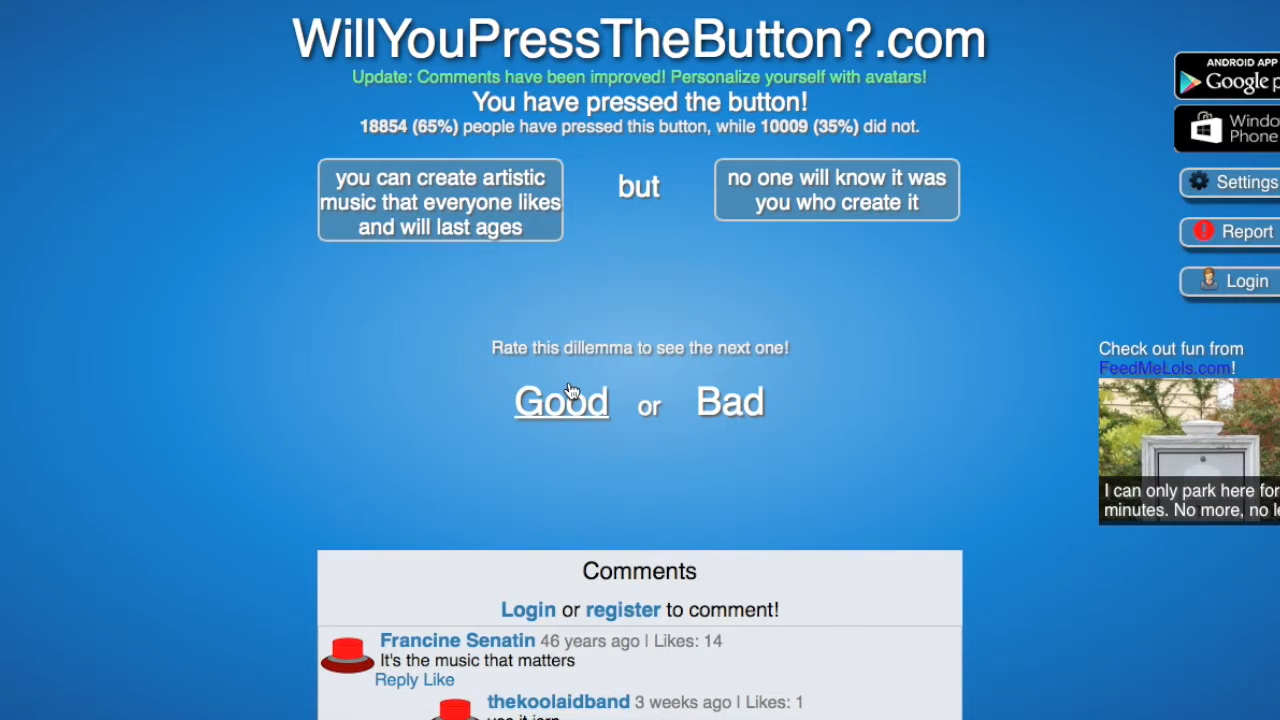 WillYouPressTheButton?.com
Update: Comments have been improved! Personalize yourself with avatars!
You have pressed the button!
18854 (65%) people have pressed this button, while 10009 (35%) did not.
you can create artistic
music that everyone likes
and will last ages
but
no one will know it was
you who create it
Rate this dillemma to see the next one!
Good or Bad
Comments
Login or register to comment!
Francine Senatin 46 years ago | Likes: 14
It's the music that matters
Reply Like
thekoolaidband 3 weeks ago | Likes: 1
ANDROID APP
Google p
Windo
Phone
Settings
Report
Login
Check out fun from
FeedMeLols.com!
I can only park here for
minutes. No more, no le